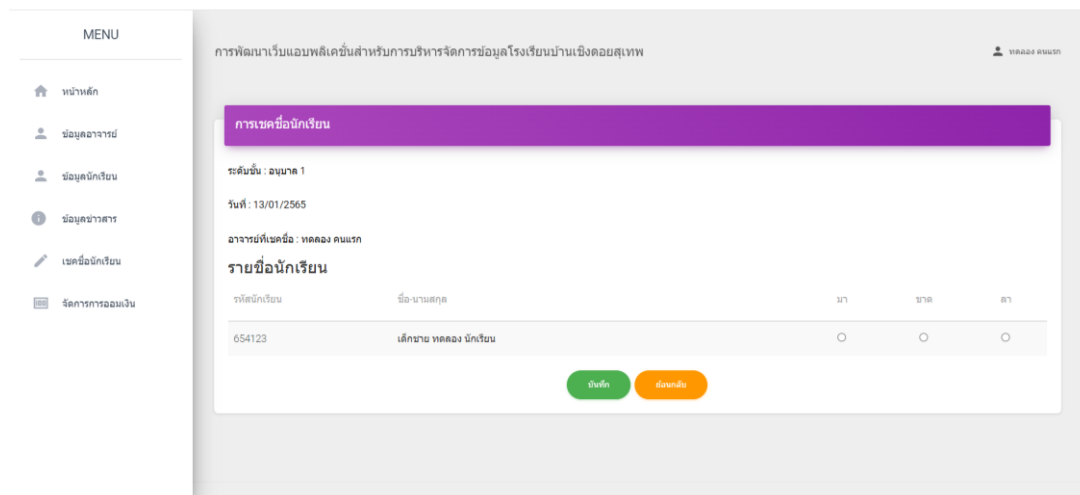 MENU
หน้าหลัก
ข้อมูลอาจารย์
ข้อมูลนักเรียน
ข้อมูลข่าวสาร
เชคชื่อนักเรียน
จัดการการออมเงิน
การพัฒนาเว็บแอบพลิเคชั่นสำหรับการบริหารจัดการข้อมูลโรงเรียนบ้านเชิงดอยสุเทพ
ทดลอง คนแรก
การเชคชื่อนักเรียน
ระดับชั้น : อนุบาล 1
วันที่ : 13/01/2565
อาจารย์ที่เชคชื่อ : ทดลอง คนแรก
รายชื่อนักเรียน
รหัสนักเรียน ชื่อ-นามสกุล มา ขาด ลา
654123 เด็กชาย ทดลอง นักเรียน
บันทึก ย้อนกลับ